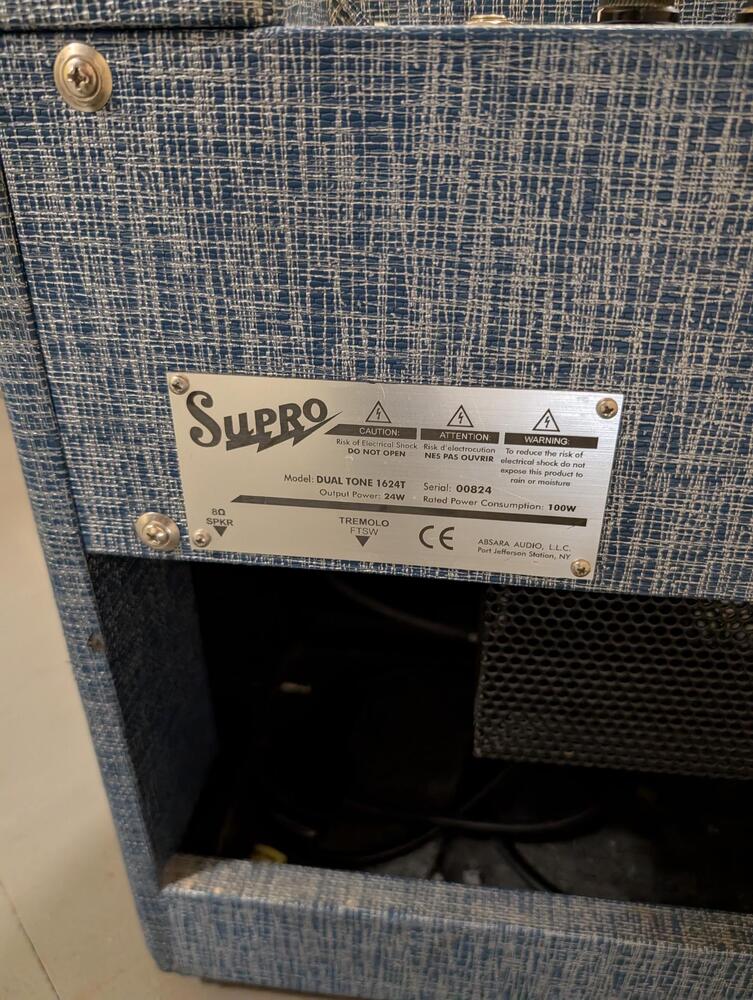 SUPRO
CAUTION:
Risk of Electrical Shock
DO NOT OPEN
ATTENTION
Risk d'electrocution
NES PAS OUVRIR
WARNING:
To reduce the risk of
electrical shock do not
expose this product to
rain or moisture
Model: DUAL TONE 1624T Serial: 00824
Output Power: 24W Rated Power Consumption: 100W
8Ω
SPKR
TREMOLO
FTSW
CE
ABSARA AUDIO, L.L.C.
Port Jefferson Station, NY